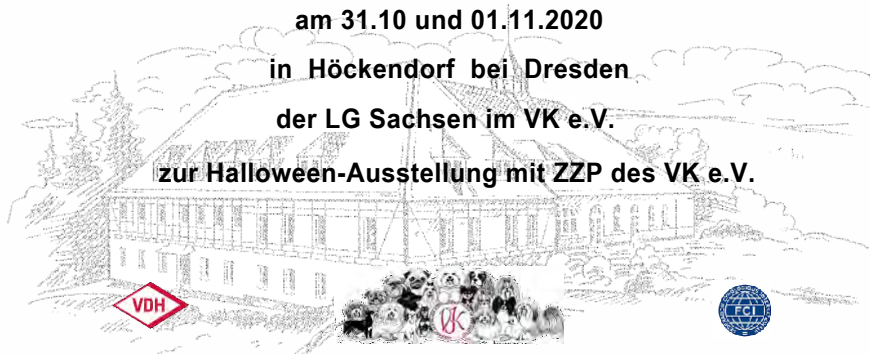 am 31.10 und 01.11.2020
in Höckendorf bei Dresden
der LG Sachsen im VK e.V.
zur Halloween-Ausstellung mit ZZP des VK e.V.
VDH
VK
FCI